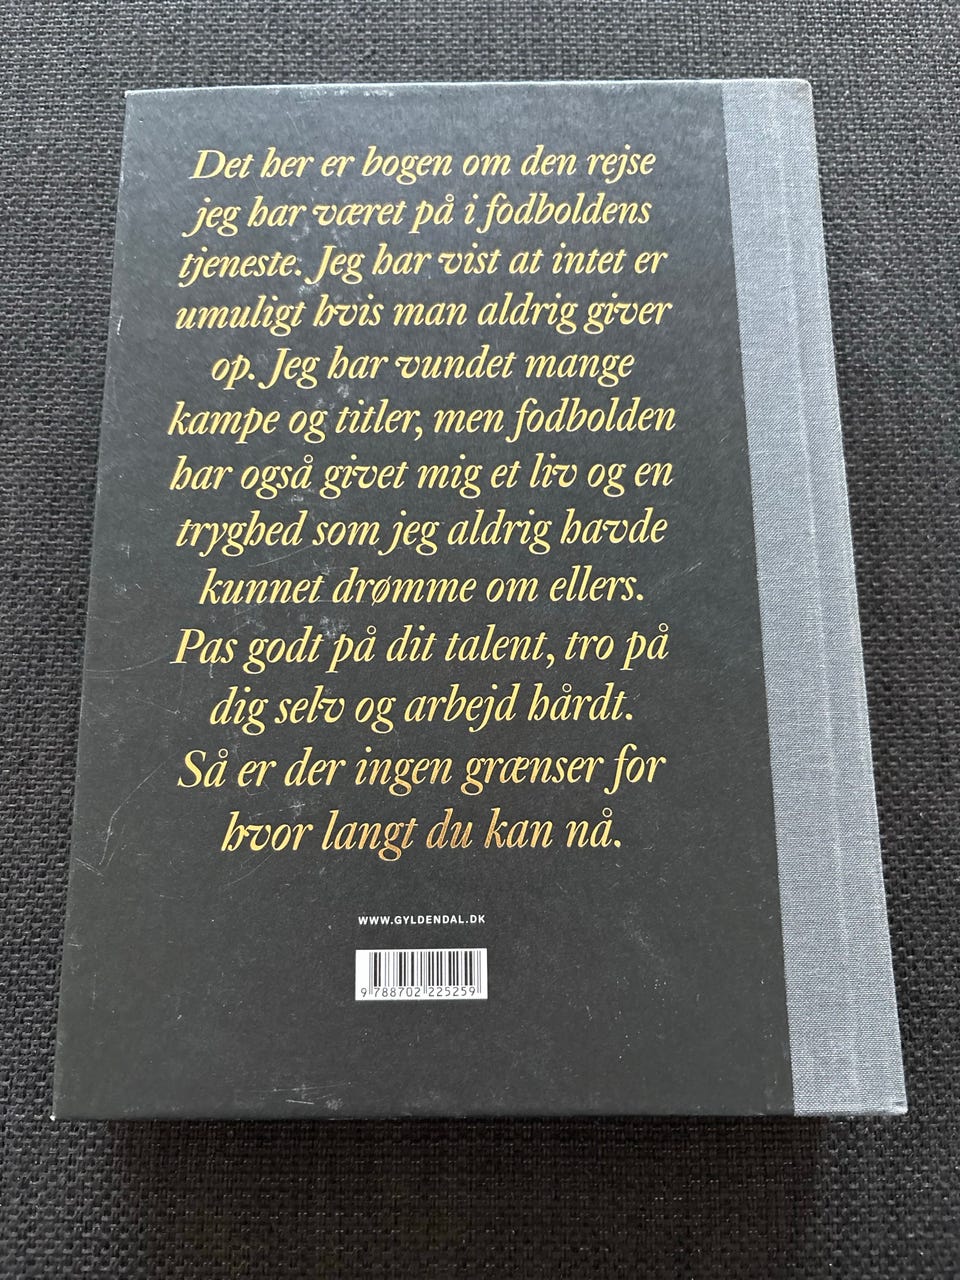 Det her er bogen om den rejse
jeg har været på i fodboldens
tjeneste. Jeg har vist at intet er
umuligt hvis man aldrig giver
op. Jeg har vundet mange
kampe og titler, men fodbolden
har også givet mig et liv og en
tryghed som jeg aldrig havde
kunnet drømme om ellers.
Pas godt på dit talent, tro på
dig selv og arbejd hårdt.
Så er der ingen grænser for
hvor langt du kan nå.
WWW.GYLDENDAL.DK
9 788702 225259